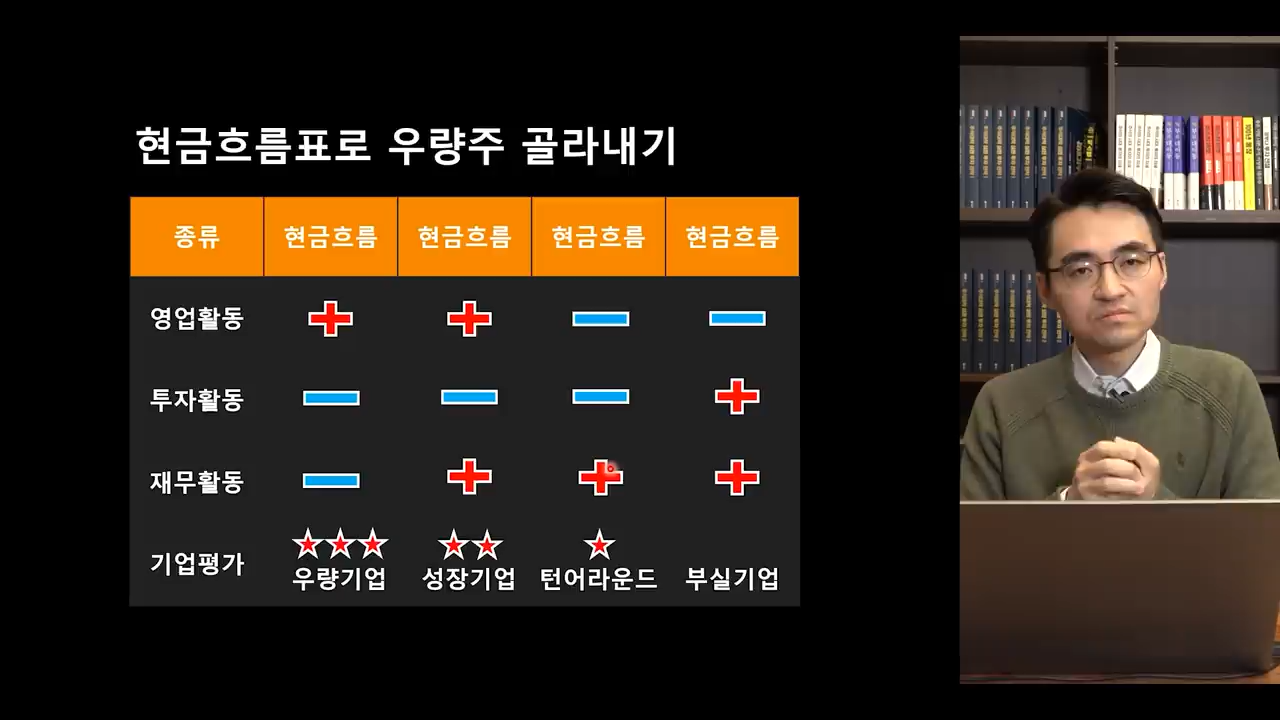 현금흐름표로 우량주 골라내기
종류 현금흐름 현금흐름 현금흐름 현금흐름
영업활동
투자활동
재무활동
기업평가
우량기업 성장기업 턴어라운드 부실기업